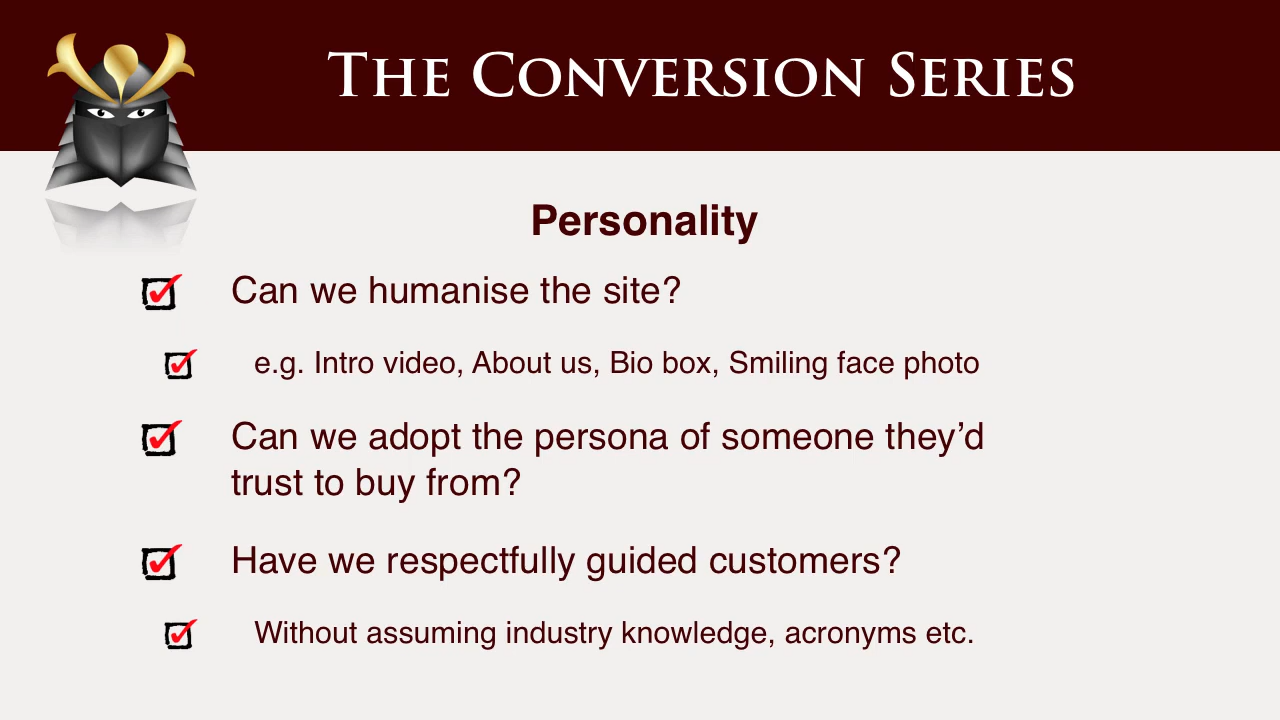 The Conversion Series
Personality
Can we humanise the site?
e.g. Intro video, About us, Bio box, Smiling face photo
Can we adopt the persona of someone they’d
trust to buy from?
Have we respectfully guided customers?
Without assuming industry knowledge, acronyms etc.